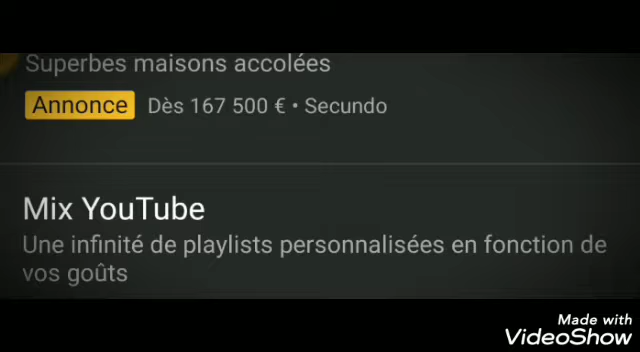 Superbes maisons accolées
Annonce Dès 167 500 € • Secundo
Mix YouTube
Une infinité de playlists personnalisées en fonction de
vos goûts
Made with
VideoShow